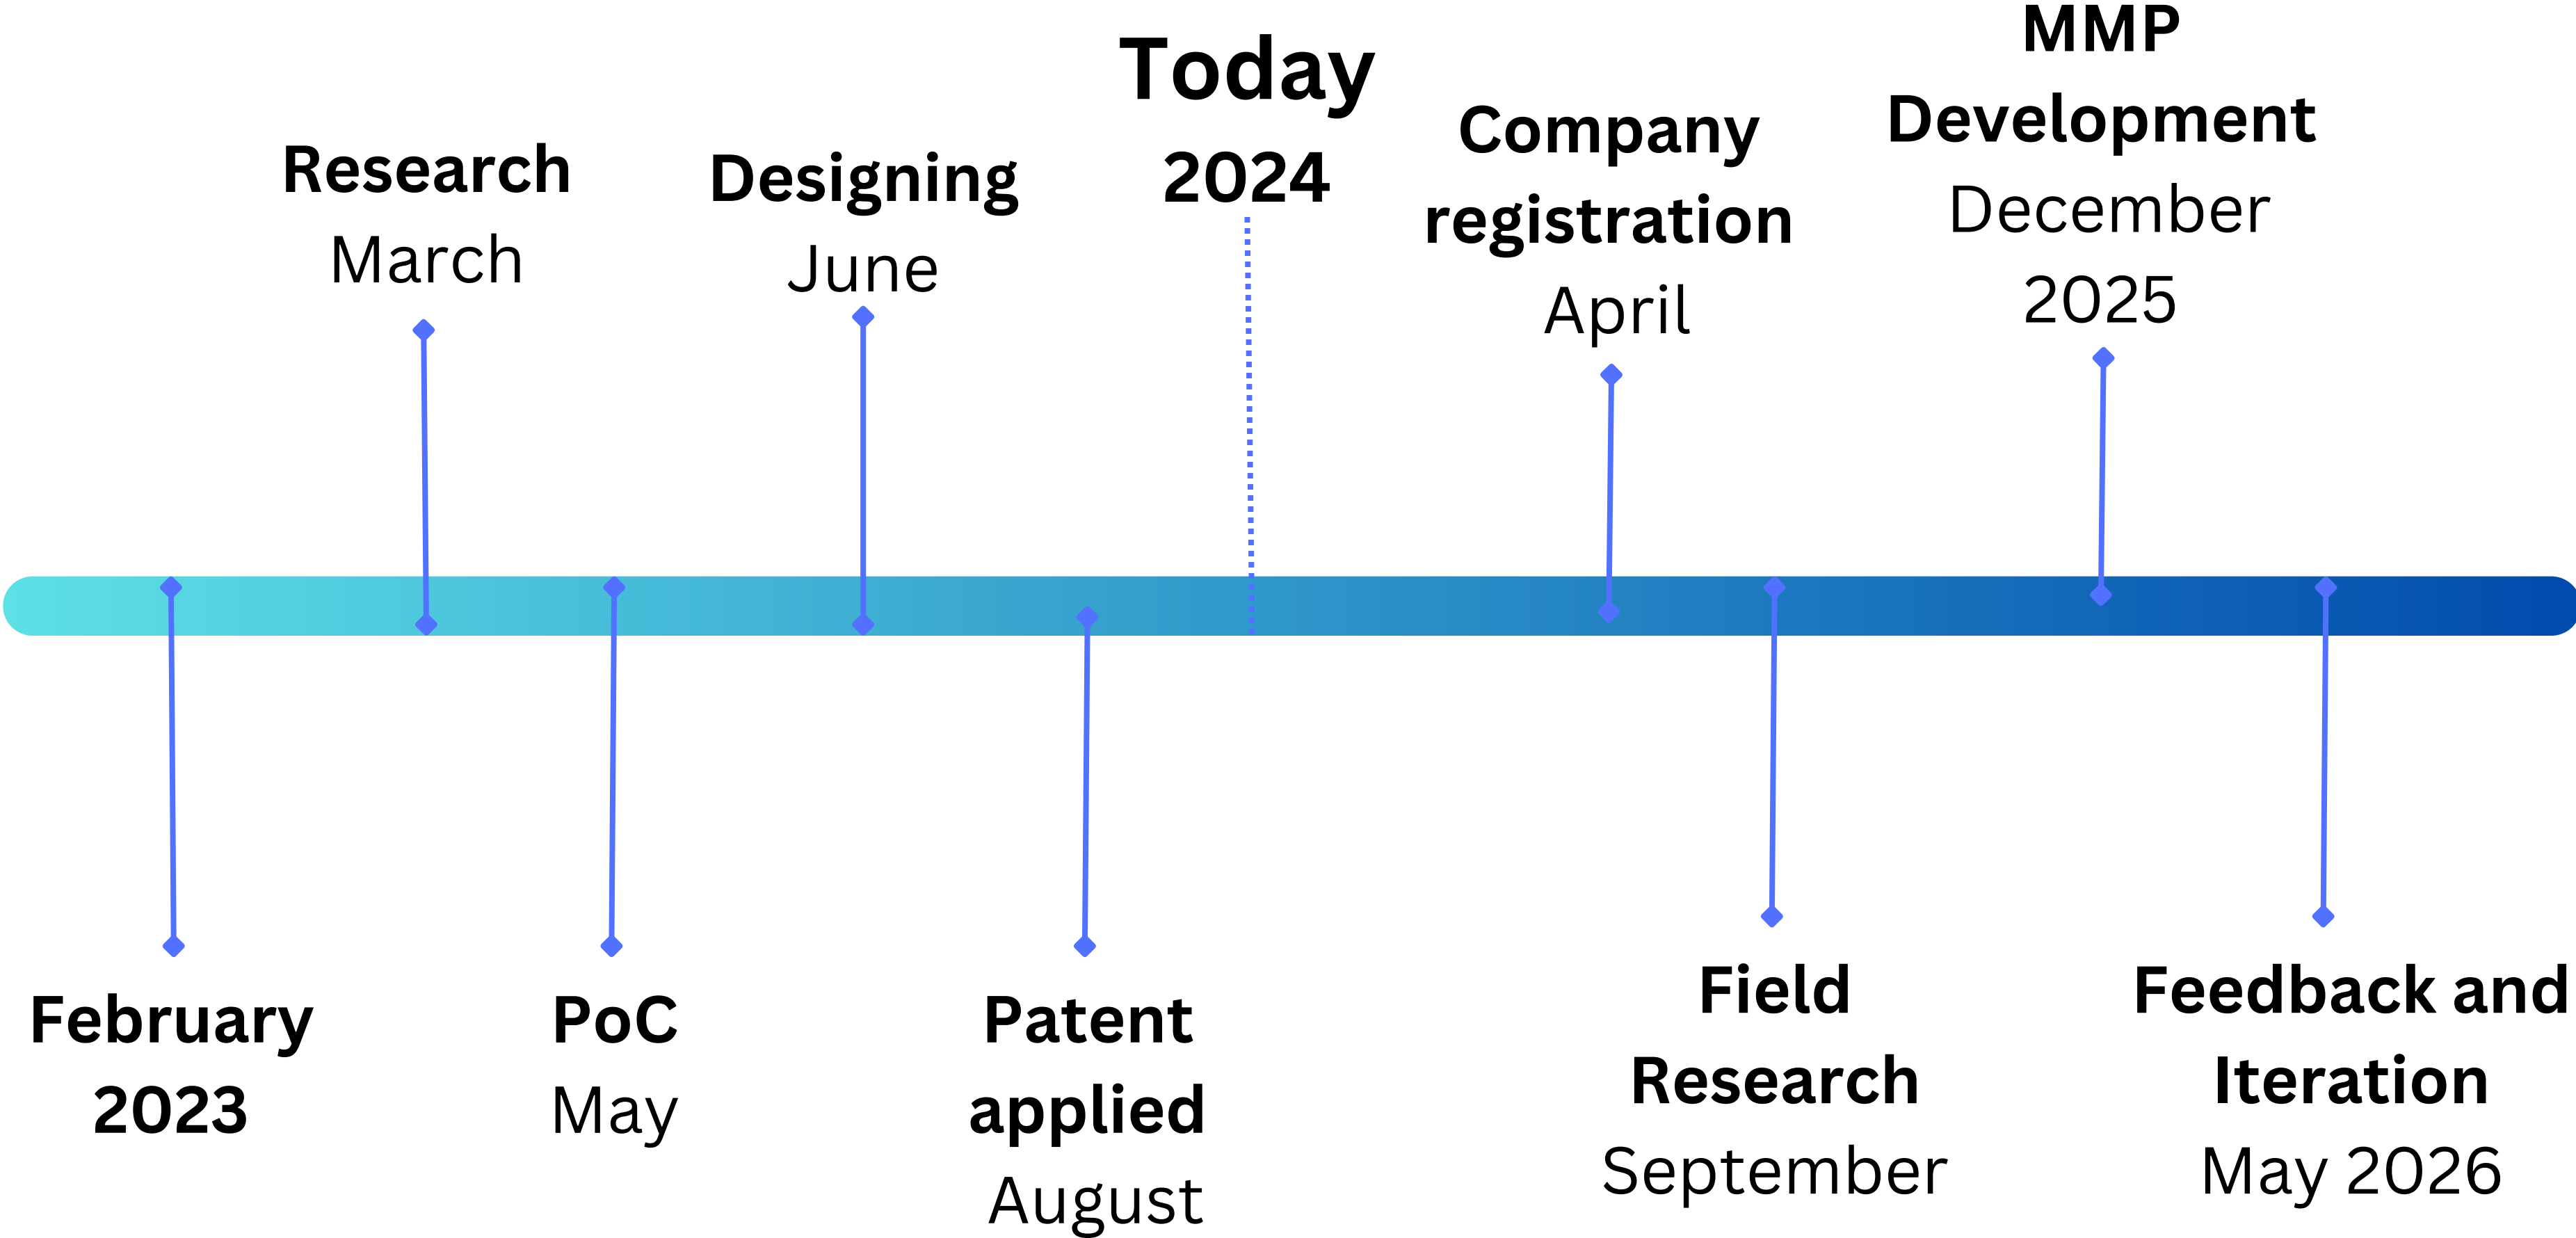 Research
March
Designing
June
Today
2024
Company
registration
April
MMP
Development
December
2025
February
2023
PoC
May
Patent
applied
August
Field
Research
September
Feedback and
Iteration
May 2026